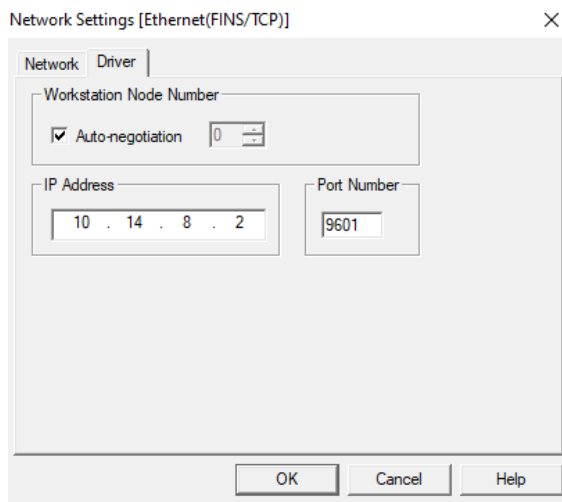 Network Settings [Ethernet(FINS/TCP)]
Network Driver
Workstation Node Number
Auto-negotiation 0
IP Address Port Number
10 . 14 . 8 . 2 9601
OK Cancel Help